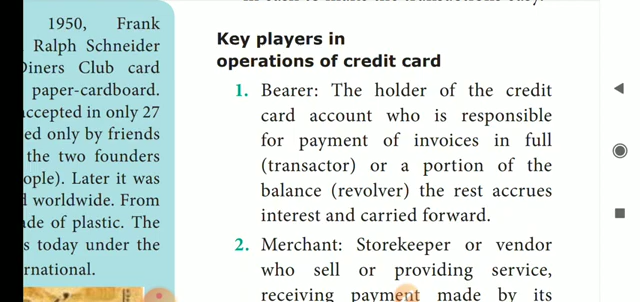 1950, Frank
Ralph Schneider
Diners Club card
paper-cardboard.
accepted in only 27
ed only by friends
the two founders
ople). Later it was
worldwide. From
de of plastic. The
s today under the
rnational.
Key players in
operations of credit card
1. Bearer: The holder of the credit
card account who is responsible
for payment of invoices in full
(transactor) or a portion of the
balance (revolver) the rest accrues
interest and carried forward.
2. Merchant: Storekeeper or vendor
who sell or providing service,
receiving payment made by its